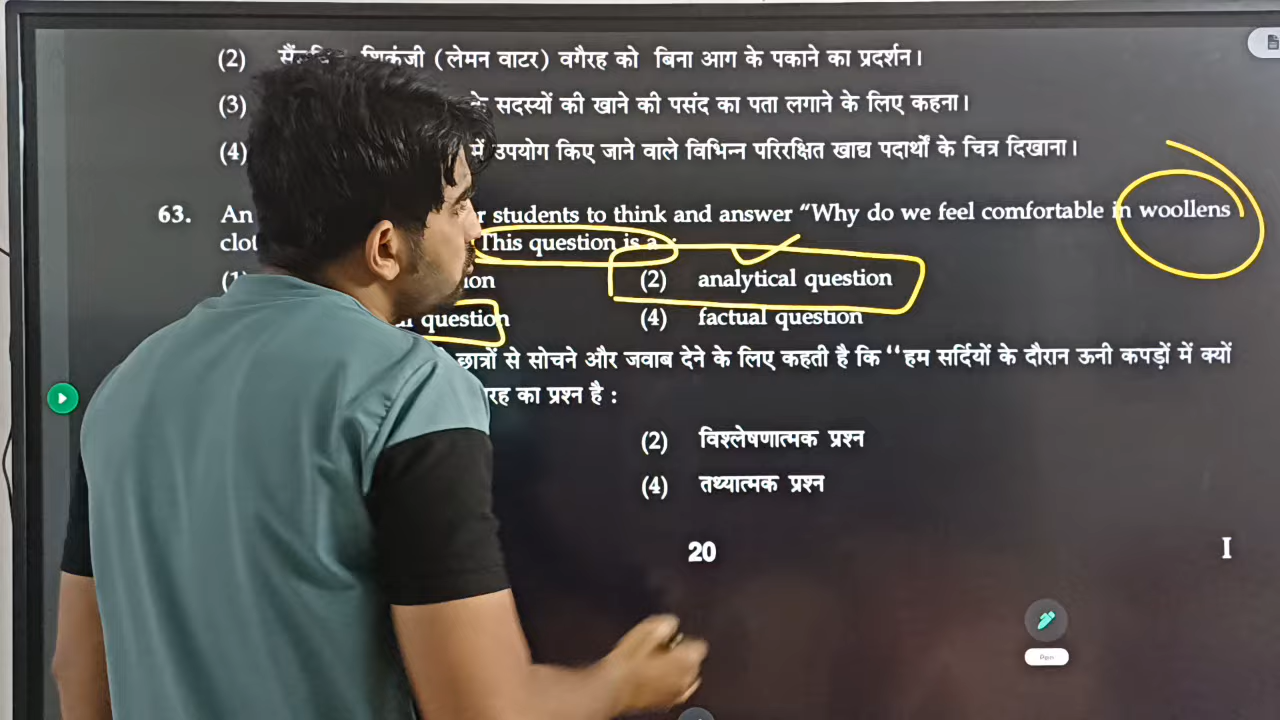 (2) शिकंजी (लेमन वाटर) वगैरह को बिना आग के पकाने का प्रदर्शन।
(3) के सदस्यों की खाने की पसंद का पता लगाने के लिए कहना।
(4) में उपयोग किए जाने वाले विभिन्न परिरक्षित खाद्य पदार्थों के चित्र दिखाना।
63. An students to think and answer “Why do we feel comfortable in woollens
This question is a :
(2) analytical question
question (4) factual question
छात्रों से सोचने और जवाब देने के लिए कहती है कि ‘‘हम सर्दियों के दौरान ऊनी कपड़ों में क्यों
का प्रश्न है :
(2) विश्लेषणात्मक प्रश्न
(4) तथ्यात्मक प्रश्न
20 I